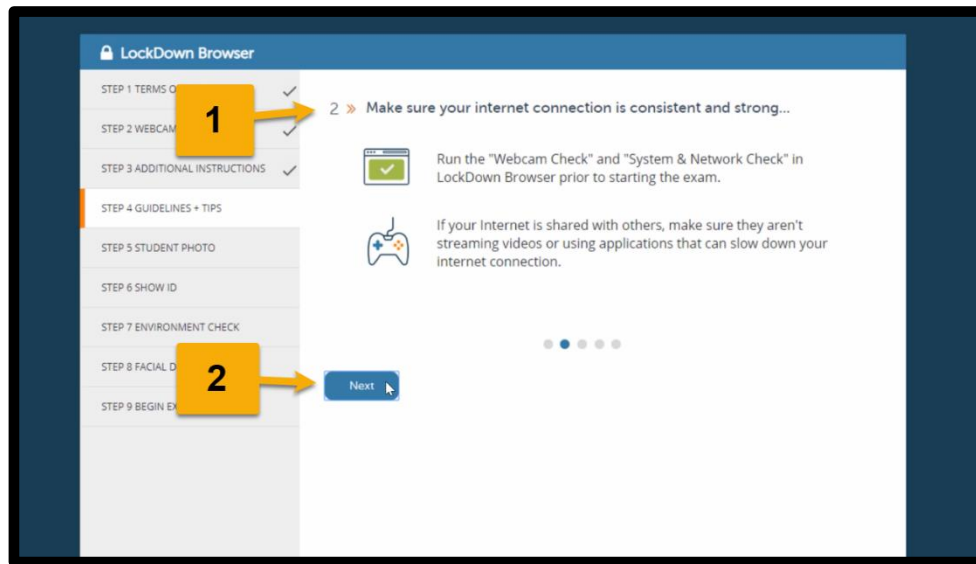 LockDown Browser
STEP 1 TERMS O
STEP 2 WEBCAM
STEP 3 ADDITIONAL INSTRUCTIONS
STEP 4 GUIDELINES + TIPS
STEP 5 STUDENT PHOTO
STEP 6 SHOW ID
STEP 7 ENVIRONMENT CHECK
STEP 8 FACIAL D
STEP 9 BEGIN EX
1
2 » Make sure your internet connection is consistent and strong...
Run the "Webcam Check" and "System & Network Check" in
LockDown Browser prior to starting the exam.
If your Internet is shared with others, make sure they aren't
streaming videos or using applications that can slow down your
internet connection.
2
Next